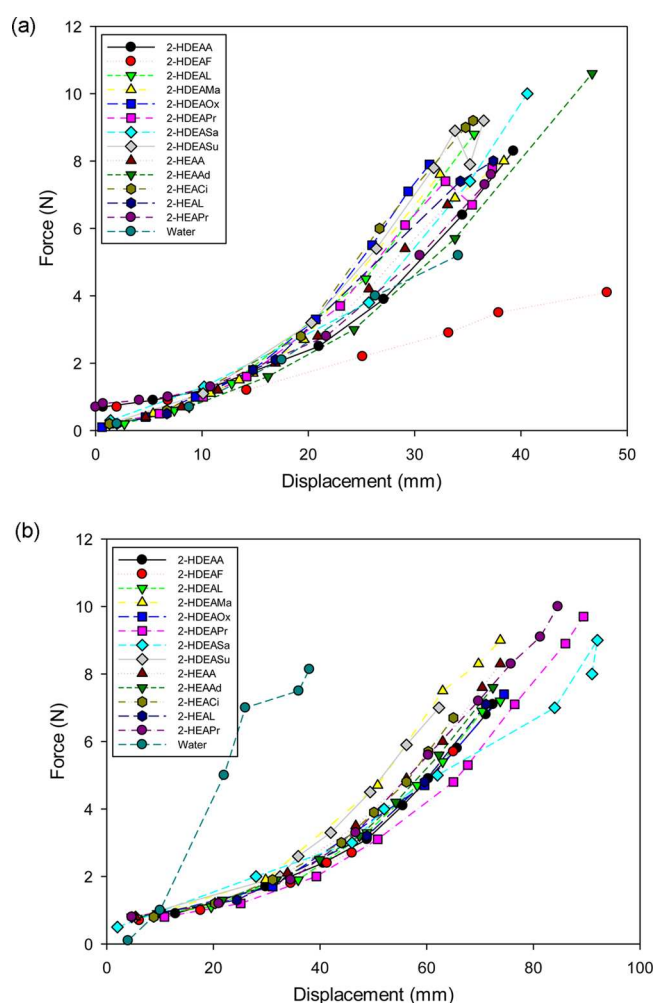 (a)
12
10
8
6
4
2
0
Force (N)
2-HDEAA
2-HDEAF
2-HDEAL
2-HDEAMa
2-HDEAOx
2-HDEAPr
2-HDEASa
2-HDEASu
2-HEAA
2-HEAAd
2-HEACi
2-HEAL
2-HEAPr
Water
0 10 20 30 40 50
Displacement (mm)
(b)
12
10
8
6
4
2
0
Force (N)
2-HDEAA
2-HDEAF
2-HDEAL
2-HDEAMa
2-HDEAOx
2-HDEAPr
2-HDEASa
2-HDEASu
2-HEAA
2-HEAAd
2-HEACi
2-HEAL
2-HEAPr
Water
0 20 40 60 80 100
Displacement (mm)